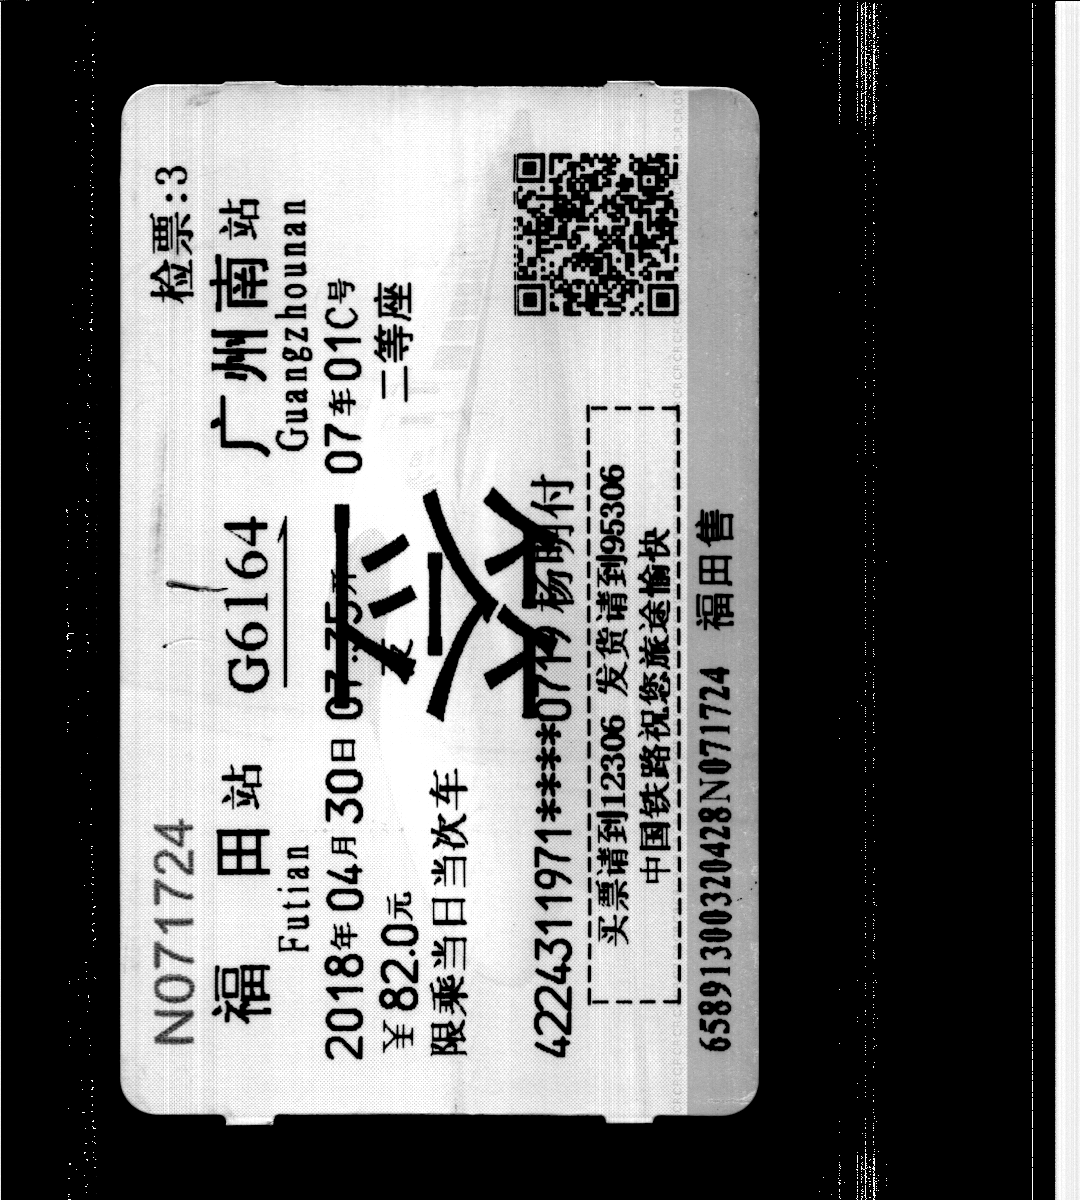 N071724 检票:3
福田站 G6164 广州南站
Futian Guangzhounan
2018年04月30日 开 07车01C号
￥82.0元 二等座
限乘当日当次车
4224311971****0719 杨明付
买票请到12306 发货请到95306
中国铁路祝您旅途愉快
65891300320428N071724 福田售